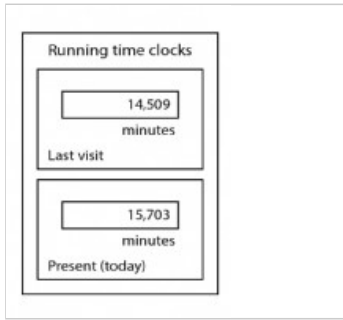 Running time clocks
14,509
minutes
Last visit
15,703
minutes
Present (today)